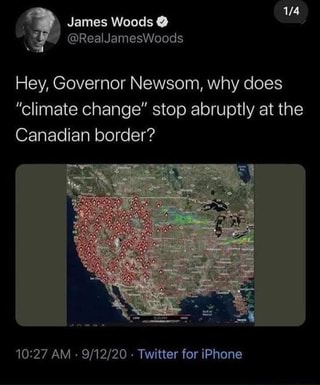 1/4
James Woods
@RealJamesWoods
Hey, Governor Newsom, why does
"climate change" stop abruptly at the
Canadian border?
10:27 AM · 9/12/20 · Twitter for iPhone